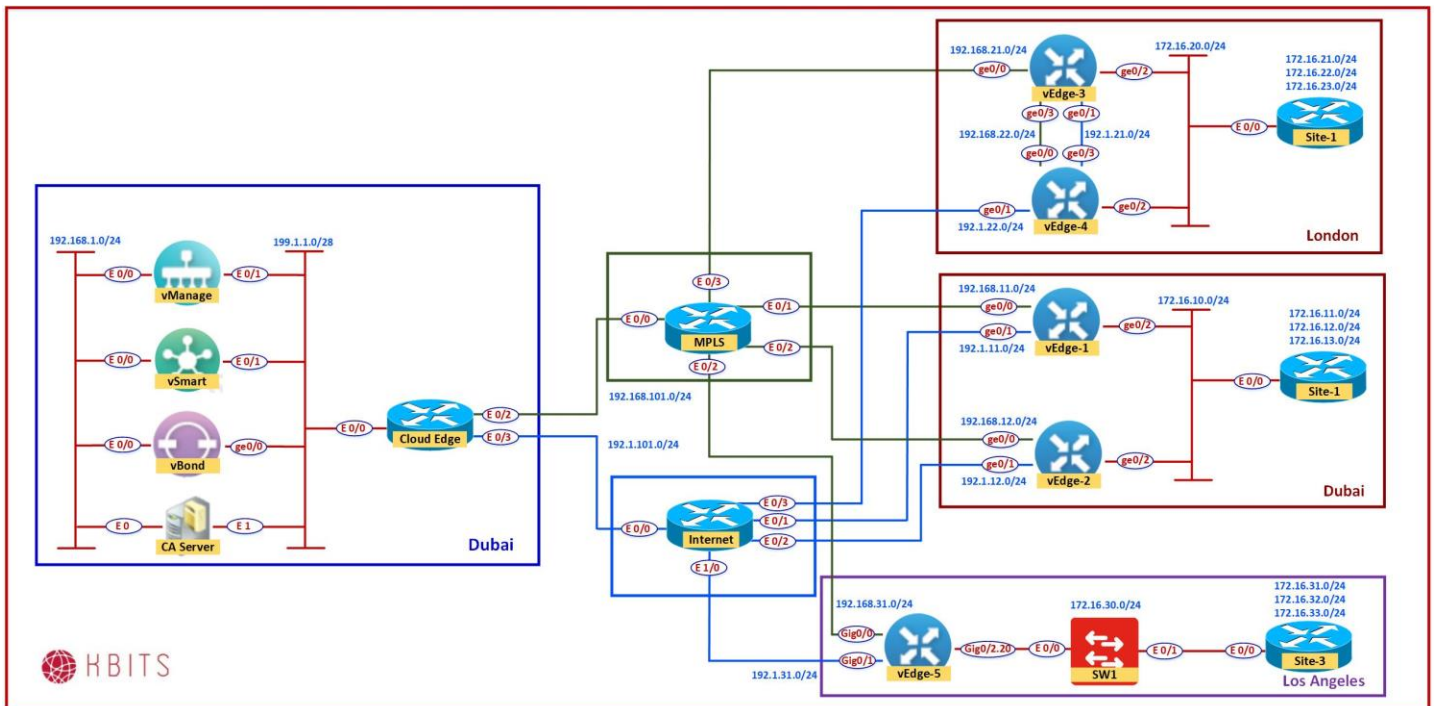 192.168.1.0/24
199.1.1.0/28
E 0/0
vManage
E 0/1
E 0/0
vSmart
E 0/1
E 0/0
vBond
ge0/0
E 0
CA Server
E 1
E 0/0
Cloud Edge
E 0/2
E 0/3
Dubai
192.168.101.0/24
192.1.101.0/24
E 0/3
E 0/0
MPLS
E 0/1
E 0/2
E 0/2
E 0/0
Internet
E 0/3
E 0/1
E 0/2
E 1/0
192.168.21.0/24
ge0/0
vEdge-3
ge0/2
172.16.20.0/24
172.16.21.0/24
172.16.22.0/24
172.16.23.0/24
ge0/3
ge0/1
192.168.22.0/24
192.1.21.0/24
ge0/0
ge0/3
E 0/0
Site-1
ge0/1
192.1.22.0/24
vEdge-4
ge0/2
London
192.168.11.0/24
ge0/0
ge0/1
192.1.11.0/24
vEdge-1
ge0/2
172.16.10.0/24
172.16.11.0/24
172.16.12.0/24
172.16.13.0/24
E 0/0
Site-1
192.168.12.0/24
ge0/0
ge0/1
192.1.12.0/24
vEdge-2
ge0/2
Dubai
192.168.31.0/24
Gig0/0
Gig0/1
192.1.31.0/24
vEdge-5
Gig0/2.20
172.16.30.0/24
E 0/0
SW1
E 0/1
E 0/0
172.16.31.0/24
172.16.32.0/24
172.16.33.0/24
Site-3
Los Angeles
KBITS